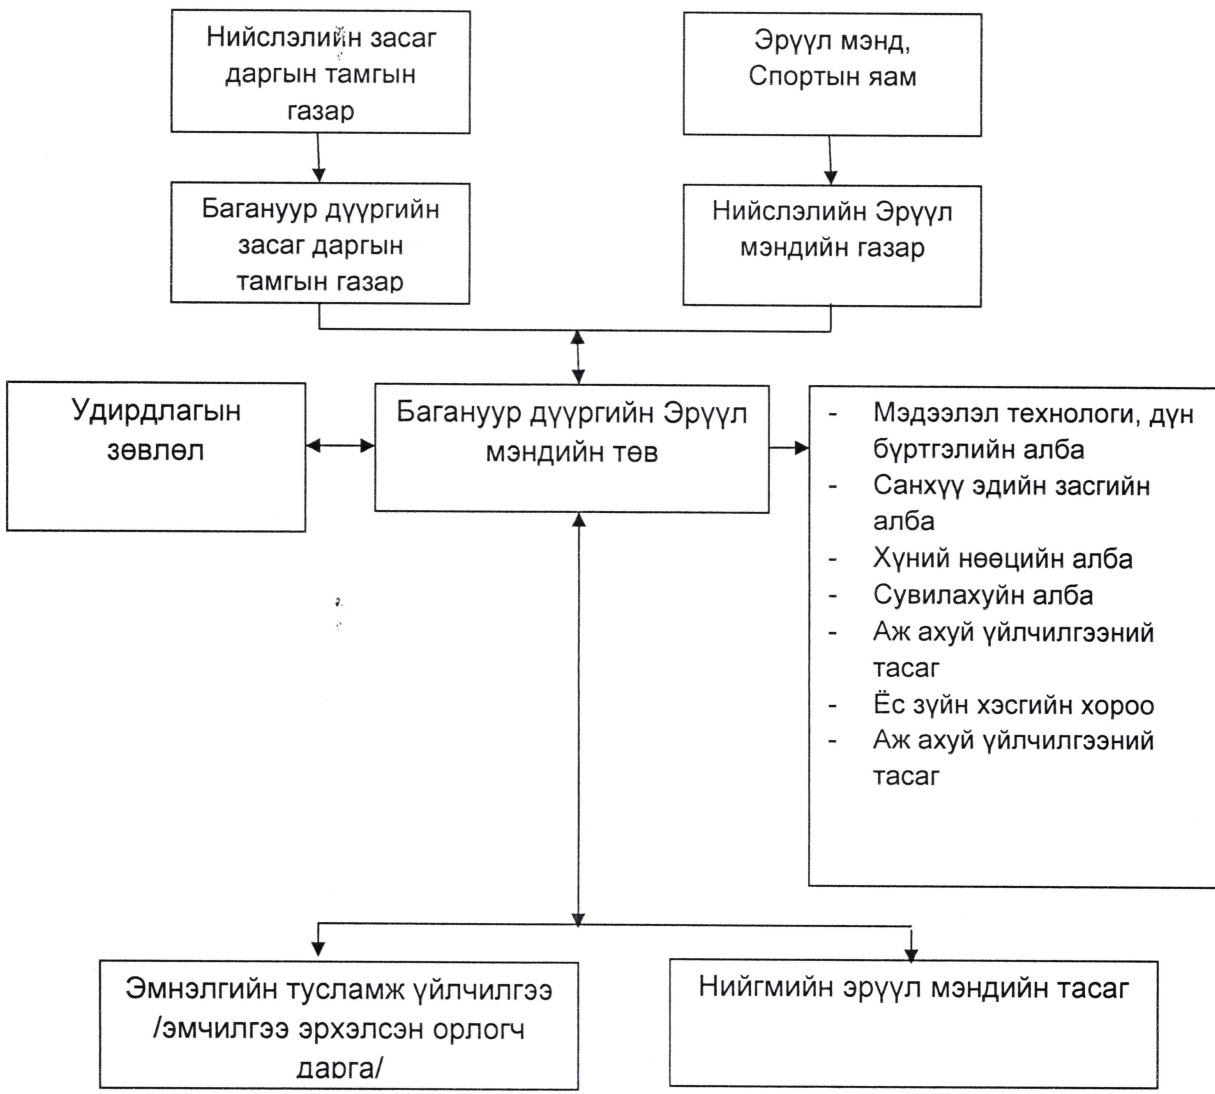 Нийслэлийн засаг
даргын тамгын
газар
Эрүүл мэнд,
Спортын яам
Багануур дүүргийн
засаг даргын
тамгын газар
Нийслэлийн Эрүүл
мэндийн газар
Удирдлагын
зөвлөл
Багануур дүүргийн Эрүүл
мэндийн төв
- Мэдээлэл технологи, дүн
бүртгэлийн алба
- Санхүү эдийн засгийн
алба
- Хүний нөөцийн алба
- Сувилахуйн алба
- Аж ахуй үйлчилгээний
тасаг
- Ёс зүйн хэсгийн хороо
- Аж ахуй үйлчилгээний
тасаг
Эмнэлгийн тусламж үйлчилгээ
/эмчилгээ эрхэлсэн орлогч
дарга/
Нийгмийн эрүүл мэндийн тасаг